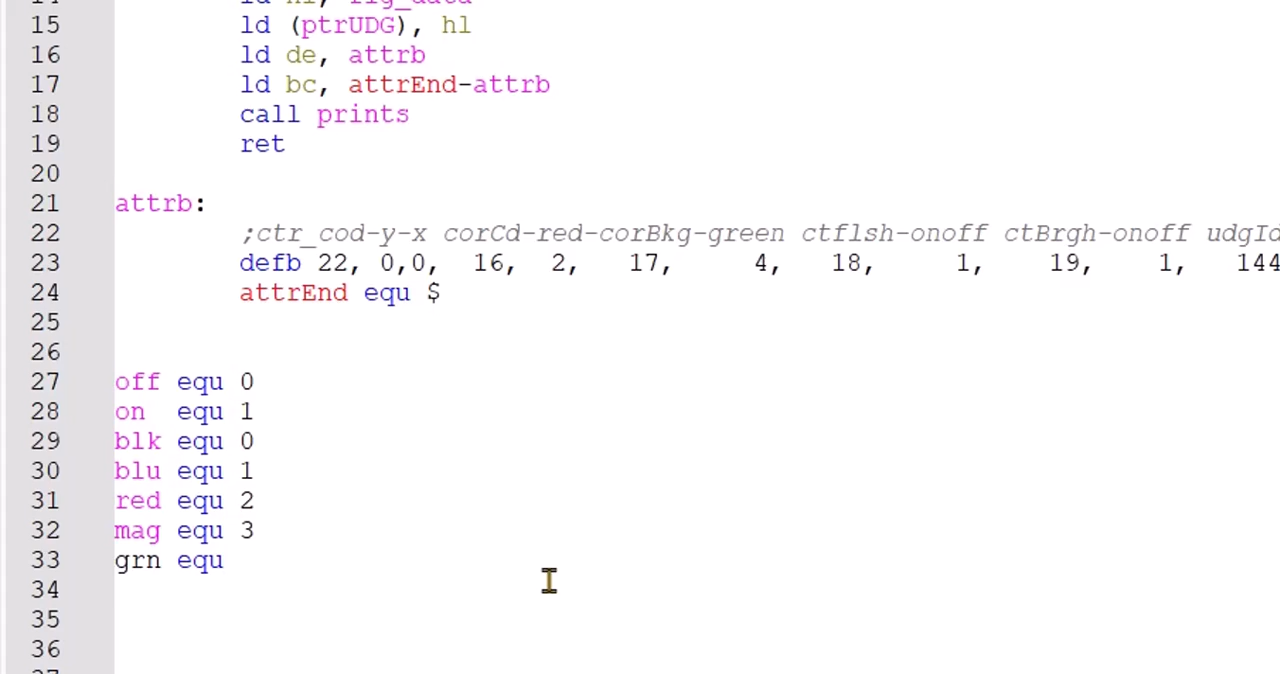 15 ld (ptrUDG), hl
16 ld de, attrb
17 ld bc, attrEnd-attrb
18 call prints
19 ret
20
21 attrb:
22 ;ctr_cod-y-x corCd-red-corBkg-green ctflsh-onoff ctBrgh-onoff udgId
23 defb 22, 0,0, 16, 2, 17, 4, 18, 1, 19, 1, 144
24 attrEnd equ $
25
26
27 off equ 0
28 on equ 1
29 blk equ 0
30 blu equ 1
31 red equ 2
32 mag equ 3
33 grn equ
34
35
36